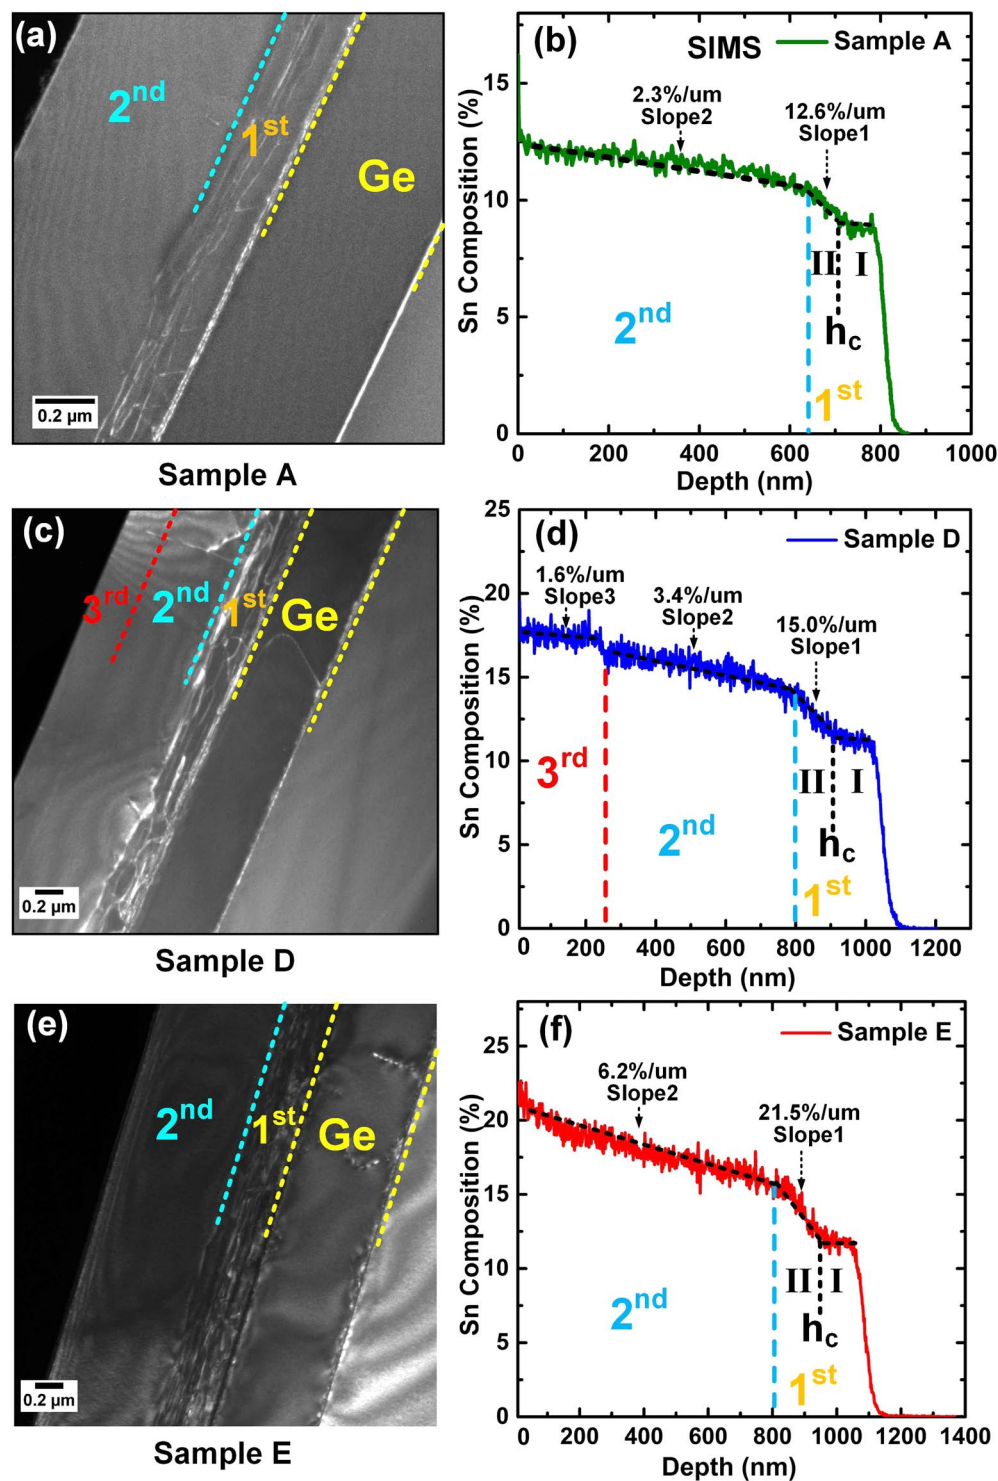 (a)
2nd
1st
Ge
0.2 µm
Sample A
(b)
SIMS
Sample A
2.3%/um
Slope2
12.6%/um
Slope1
II
I
hc
2nd
1st
Sn Composition (%)
15
10
5
0
0
200
400
600
800
1000
Depth (nm)
(c)
3rd
2nd
1st
Ge
0.2 µm
Sample D
(d)
Sample D
1.6%/um
Slope3
3.4%/um
Slope2
15.0%/um
Slope1
3rd
II
I
2nd
hc
1st
Sn Composition (%)
25
20
15
10
5
0
0
200
400
600
800
1000
1200
Depth (nm)
(e)
2nd
1st
Ge
0.2 µm
Sample E
(f)
Sample E
6.2%/um
Slope2
21.5%/um
Slope1
II
I
2nd
hc
1st
Sn Composition (%)
25
20
15
10
5
0
0
200
400
600
800
1000
1200
1400
Depth (nm)